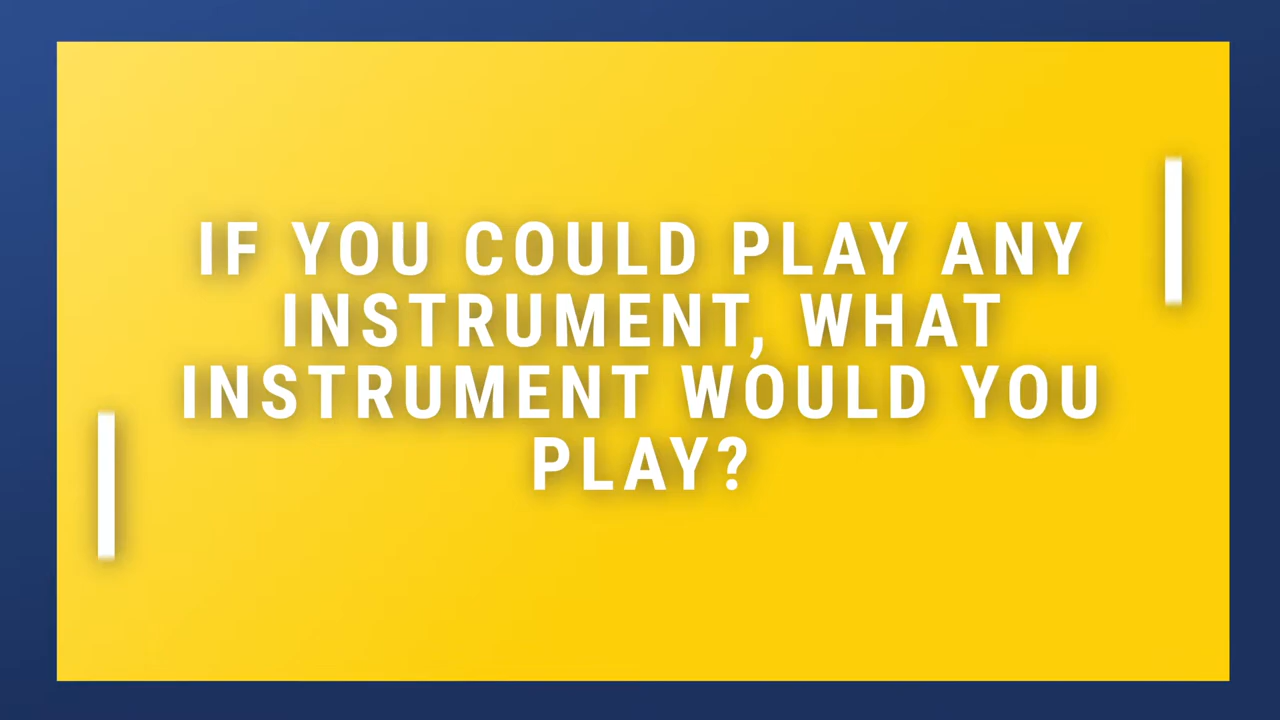 IF YOU COULD PLAY ANY
INSTRUMENT, WHAT
INSTRUMENT WOULD YOU
PLAY?